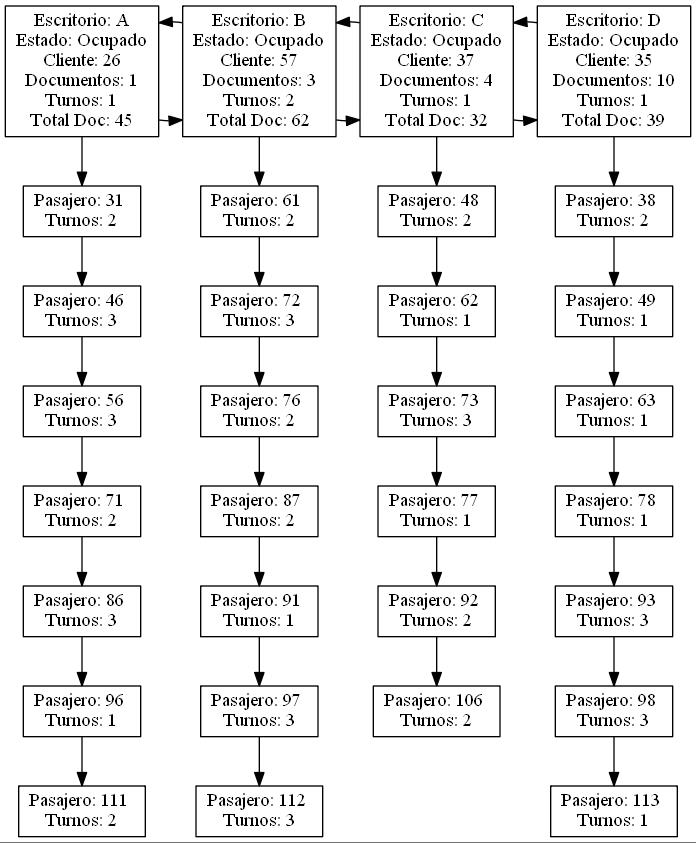 Escritorio: A
Estado: Ocupado
Cliente: 26
Documentos: 1
Turnos: 1
Total Doc: 45
Escritorio: B
Estado: Ocupado
Cliente: 57
Documentos: 3
Turnos: 2
Total Doc: 62
Escritorio: C
Estado: Ocupado
Cliente: 37
Documentos: 4
Turnos: 1
Total Doc: 32
Escritorio: D
Estado: Ocupado
Cliente: 35
Documentos: 10
Turnos: 1
Total Doc: 39
Pasajero: 31
Turnos: 2
Pasajero: 61
Turnos: 2
Pasajero: 48
Turnos: 2
Pasajero: 38
Turnos: 2
Pasajero: 46
Turnos: 3
Pasajero: 72
Turnos: 3
Pasajero: 62
Turnos: 1
Pasajero: 49
Turnos: 1
Pasajero: 56
Turnos: 3
Pasajero: 76
Turnos: 2
Pasajero: 73
Turnos: 3
Pasajero: 63
Turnos: 1
Pasajero: 71
Turnos: 2
Pasajero: 87
Turnos: 2
Pasajero: 77
Turnos: 1
Pasajero: 78
Turnos: 1
Pasajero: 86
Turnos: 3
Pasajero: 91
Turnos: 1
Pasajero: 92
Turnos: 2
Pasajero: 93
Turnos: 3
Pasajero: 96
Turnos: 1
Pasajero: 97
Turnos: 3
Pasajero: 106
Turnos: 2
Pasajero: 98
Turnos: 3
Pasajero: 111
Turnos: 2
Pasajero: 112
Turnos: 3
Pasajero: 113
Turnos: 1